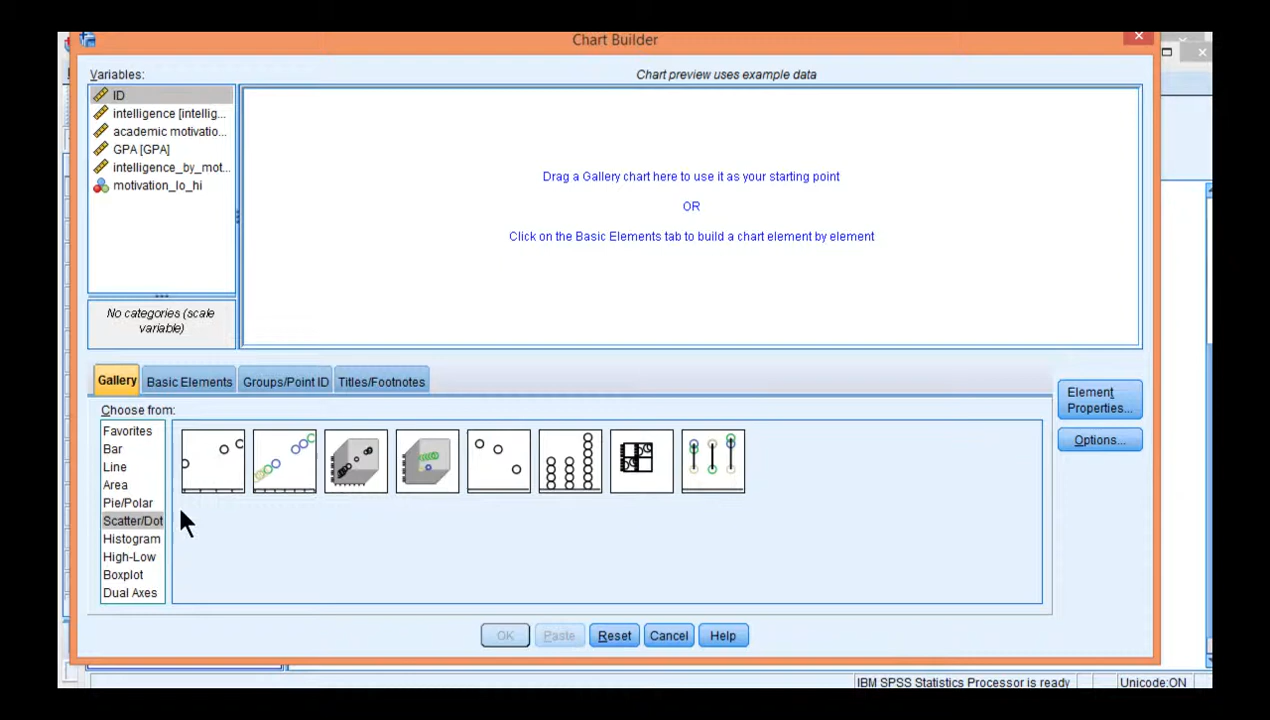 Chart Builder
Variables:
Chart preview uses example data
ID
intelligence [intellig...
academic motivatio...
GPA [GPA]
intelligence_by_mot...
motivation_lo_hi
Drag a Gallery chart here to use it as your starting point
OR
Click on the Basic Elements tab to build a chart element by element
No categories (scale
variable)
Gallery
Basic Elements
Groups/Point ID
Titles/Footnotes
Element
Properties...
Options...
Choose from:
Favorites
Bar
Line
Area
Pie/Polar
Scatter/Dot
Histogram
High-Low
Boxplot
Dual Axes
OK
Paste
Reset
Cancel
Help
IBM SPSS Statistics Processor is ready
Unicode:ON